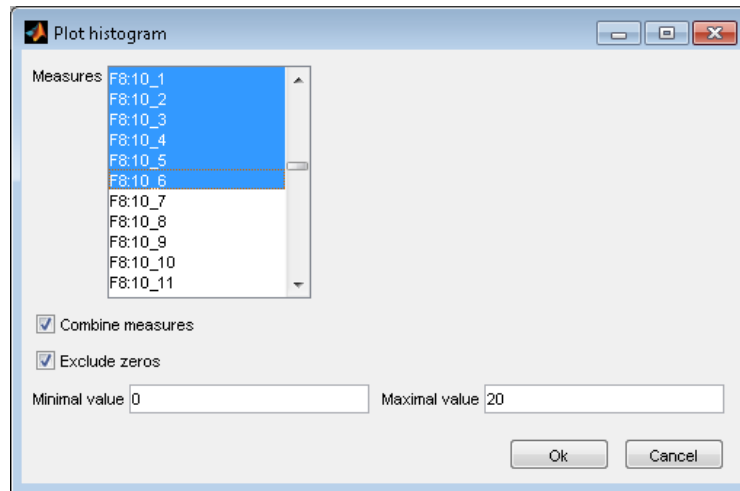 Plot histogram
Measures
F8:10_1
F8:10_2
F8:10_3
F8:10_4
F8:10_5
F8:10_6
F8:10_7
F8:10_8
F8:10_9
F8:10_10
F8:10_11
Combine measures
Exclude zeros
Minimal value 0 Maximal value 20
Ok Cancel